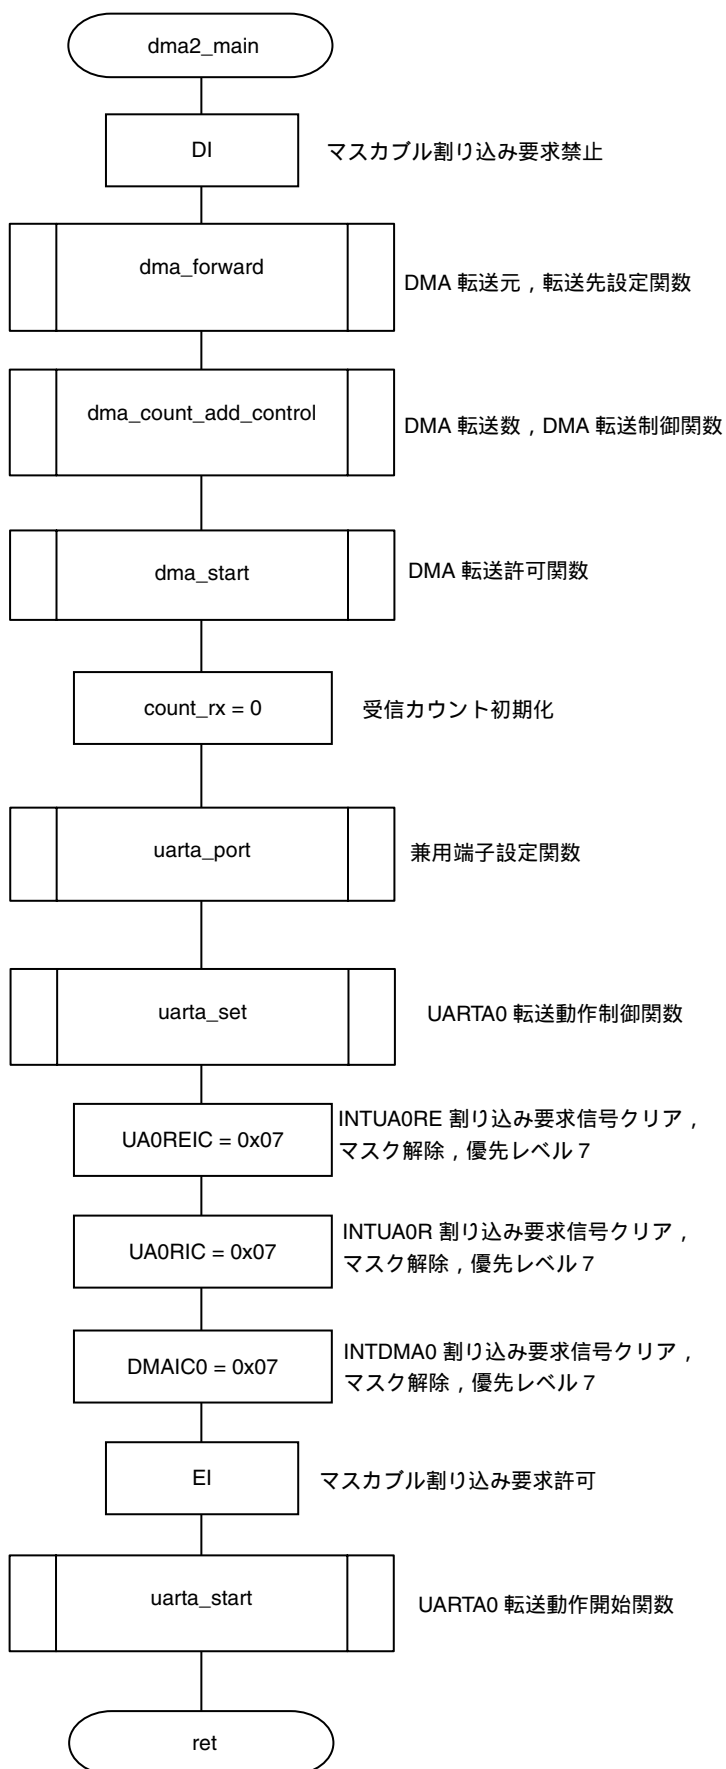 dma2_main
DI
マスカブル割り込み要求禁止
dma_forward
DMA 転送元，転送先設定関数
dma_count_add_control
DMA 転送数，DMA 転送制御関数
dma_start
DMA 転送許可関数
count_rx = 0
受信カウント初期化
uarta_port
兼用端子設定関数
uarta_set
UARTA0 転送動作制御関数
UA0REIC = 0x07
INTUA0RE 割り込み要求信号クリア，
マスク解除，優先レベル７
UA0RIC = 0x07
INTUA0R 割り込み要求信号クリア，
マスク解除，優先レベル７
DMAIC0 = 0x07
INTDMA0 割り込み要求信号クリア，
マスク解除，優先レベル７
EI
マスカブル割り込み要求許可
uarta_start
UARTA0 転送動作開始関数
ret